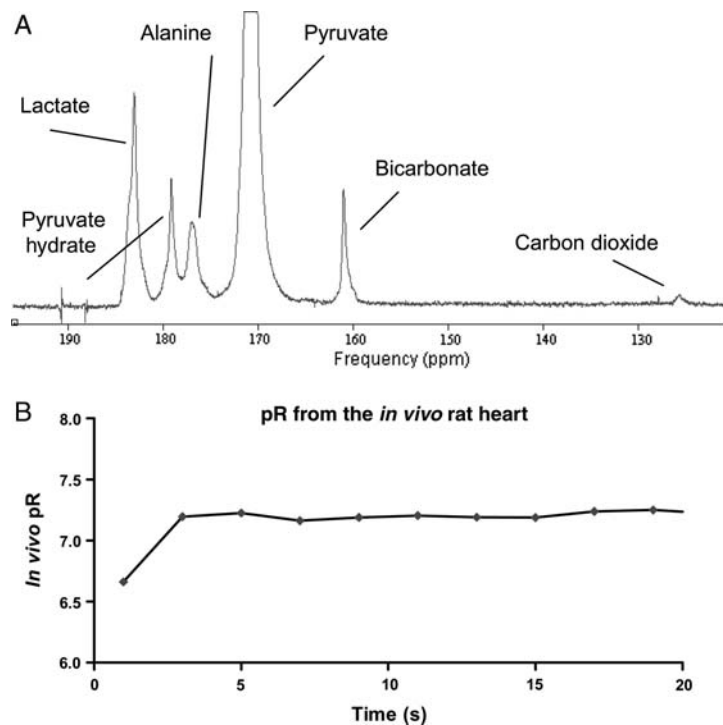 A
Alanine
Pyruvate
Lactate
Bicarbonate
Pyruvate
hydrate
Carbon dioxide
190 180 170 160 150 140 130
Frequency (ppm)
B
pR from the in vivo rat heart
8.0
7.5
7.0
6.5
6.0
In vivo pR
0 5 10 15 20
Time (s)